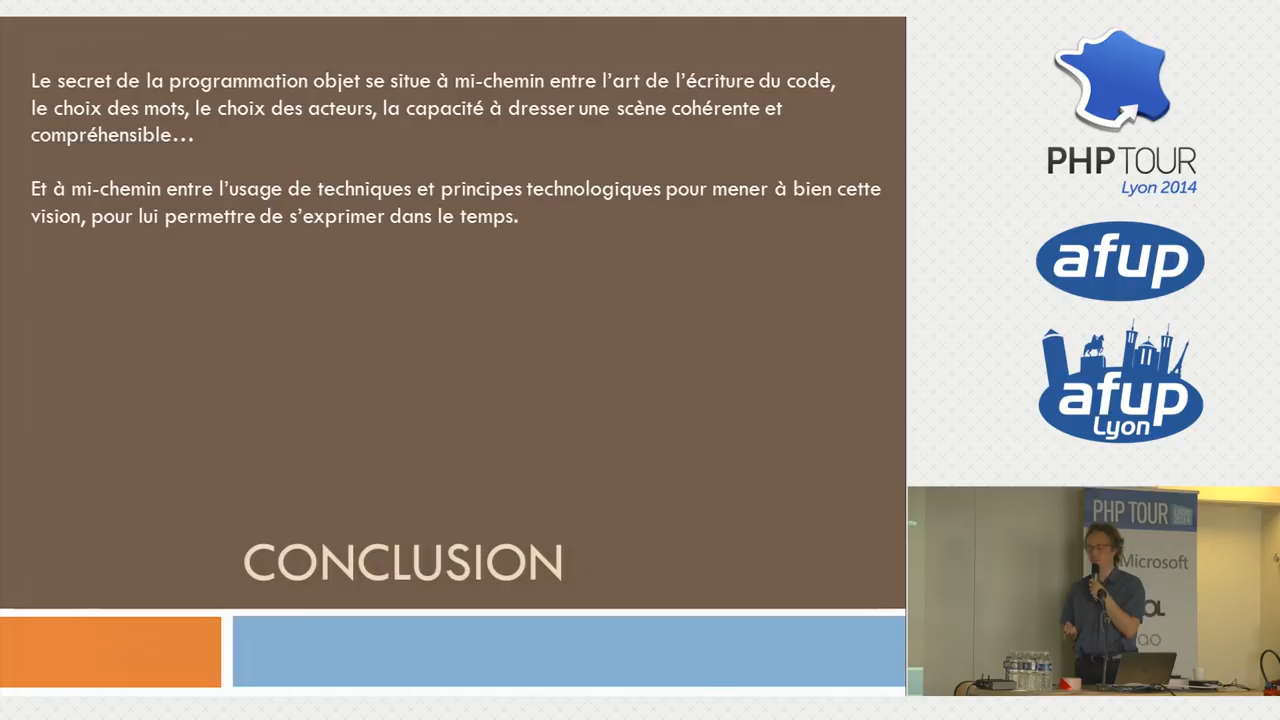 Le secret de la programmation objet se situe à mi-chemin entre l'art de l'écriture du code,
le choix des mots, le choix des acteurs, la capacité à dresser une scène cohérente et
compréhensible…
Et à mi-chemin entre l'usage de techniques et principes technologiques pour mener à bien cette
vision, pour lui permettre de s'exprimer dans le temps.
CONCLUSION
PHP TOUR
Lyon 2014
afup
afup
Lyon
PHP TOUR
Microsoft